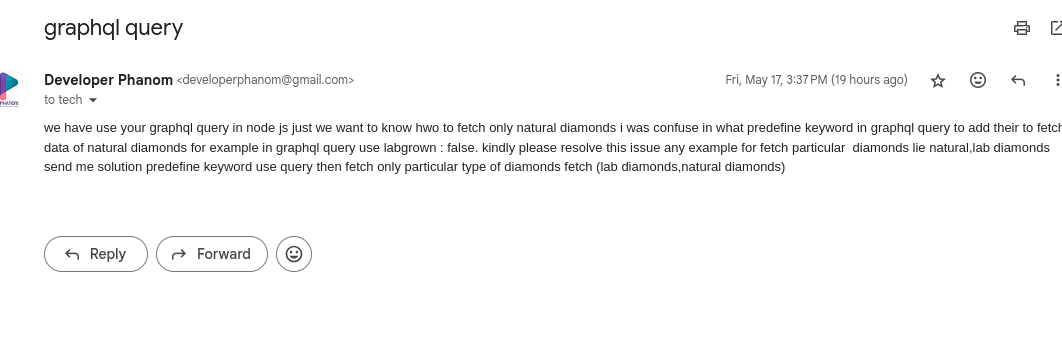 graphql query
Developer Phanom <developerphanom@gmail.com>
Fri, May 17, 3:37 PM (19 hours ago)
to tech
we have use your graphql query in node js just we want to know hwo to fetch only natural diamonds i was confuse in what predefine keyword in graphql query to add their to fetch
data of natural diamonds for example in graphql query use labgrown : false. kindly please resolve this issue any example for fetch particular  diamonds lie natural,lab diamonds
send me solution predefine keyword use query then fetch only particular type of diamonds fetch (lab diamonds,natural diamonds)
Reply
Forward